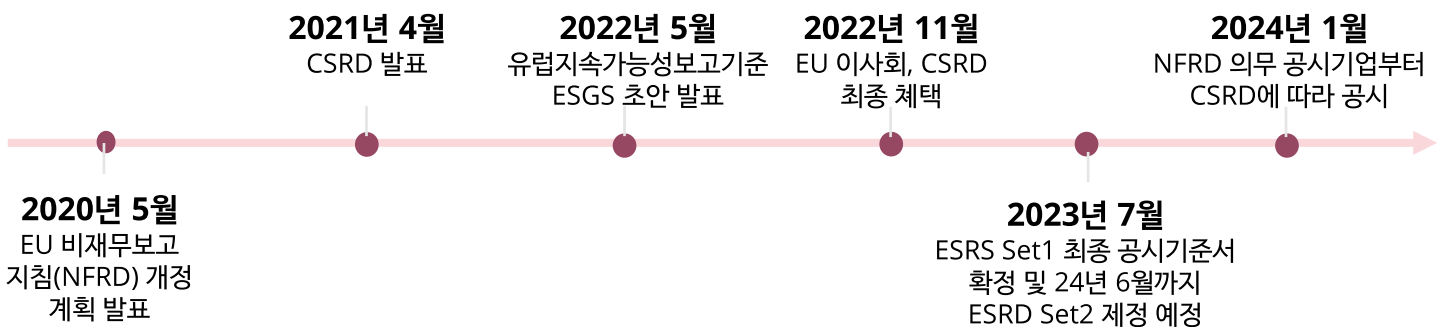 2021년 4월
CSRD 발표
2022년 5월
유럽지속가능성보고기준
ESGS 초안 발표
2022년 11월
EU 이사회, CSRD
최종 체택
2024년 1월
NFRD 의무 공시기업부터
CSRD에 따라 공시
2020년 5월
EU 비재무보고
지침(NFRD) 개정
계획 발표
2023년 7월
ESRS Set1 최종 공시기준서
확정 및 24년 6월까지
ESRD Set2 제정 예정